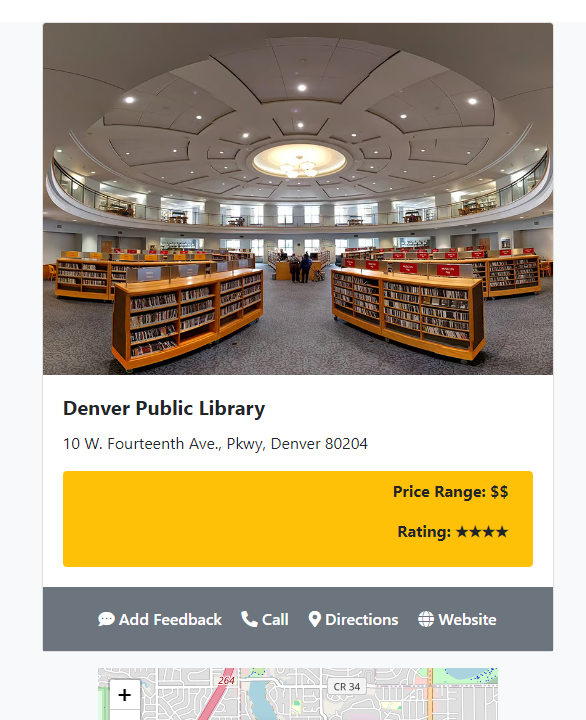 Denver Public Library
10 W. Fourteenth Ave., Pkwy, Denver 80204
Price Range: $$
Rating: ★★★★
Add Feedback Call Directions Website
264
CR 34
+